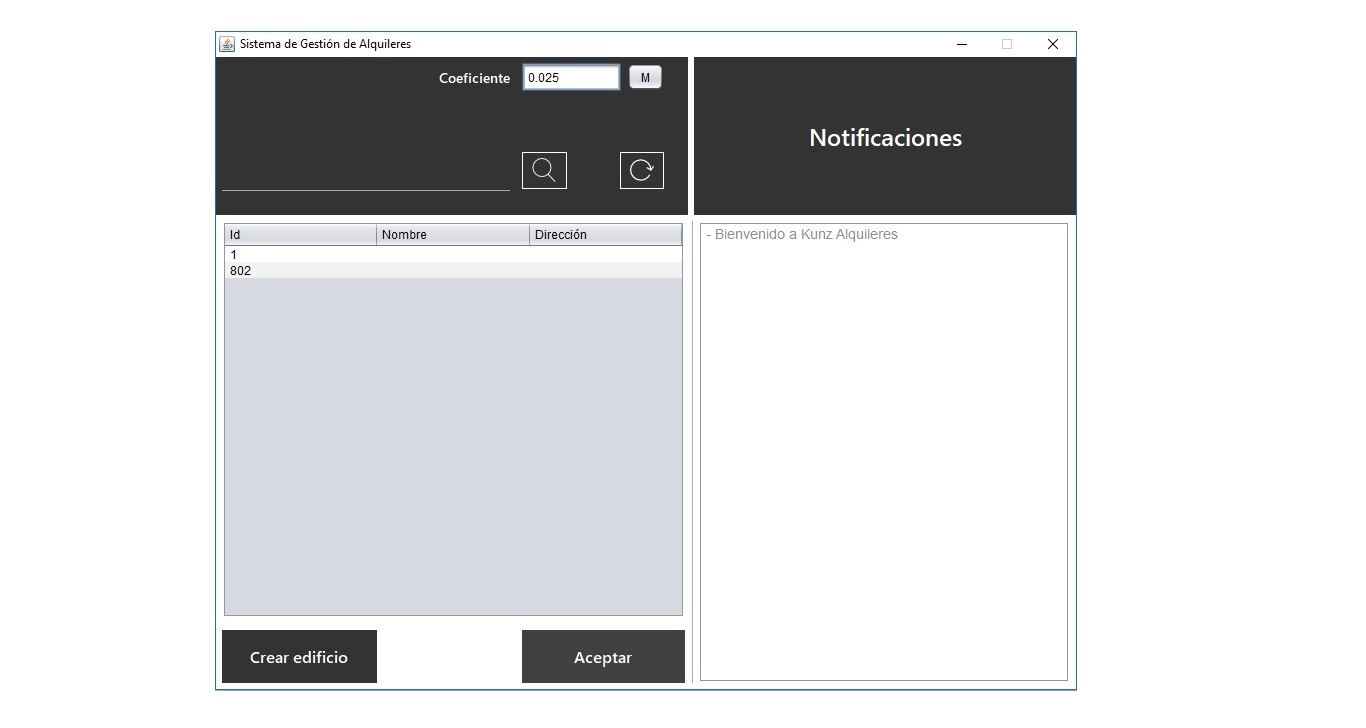 Sistema de Gestión de Alquileres
Coeficiente 0.025 M
Notificaciones
Id Nombre Dirección
1
802
- Bienvenido a Kunz Alquileres
Crear edificio Aceptar